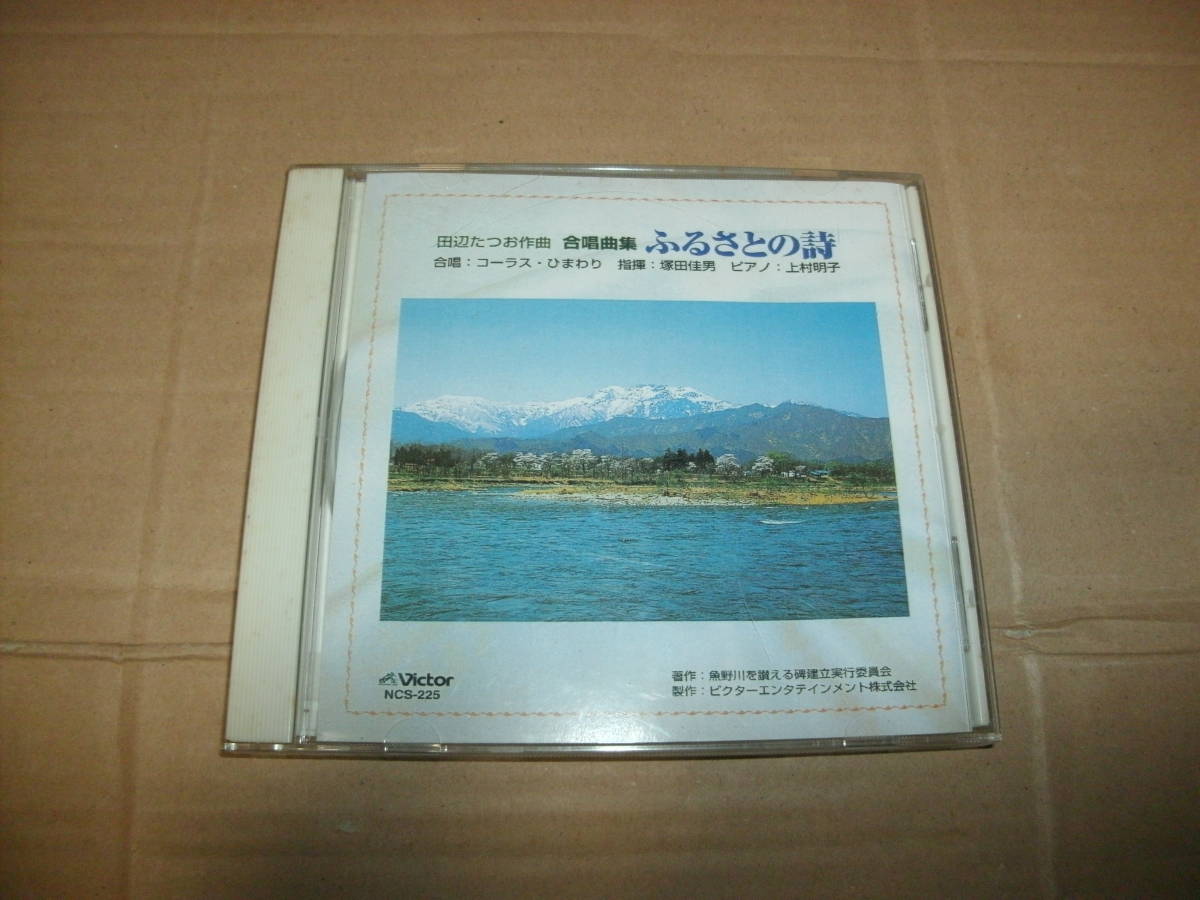 田辺たつお作曲 合唱曲集 ふるさとの詩
合唱：コーラス・ひまわり 指揮：塚田佳男 ピアノ：上村明子
Victor
NCS-225
著作：魚野川を讃える碑建立実行委員会
製作：ビクターエンタテインメント株式会社